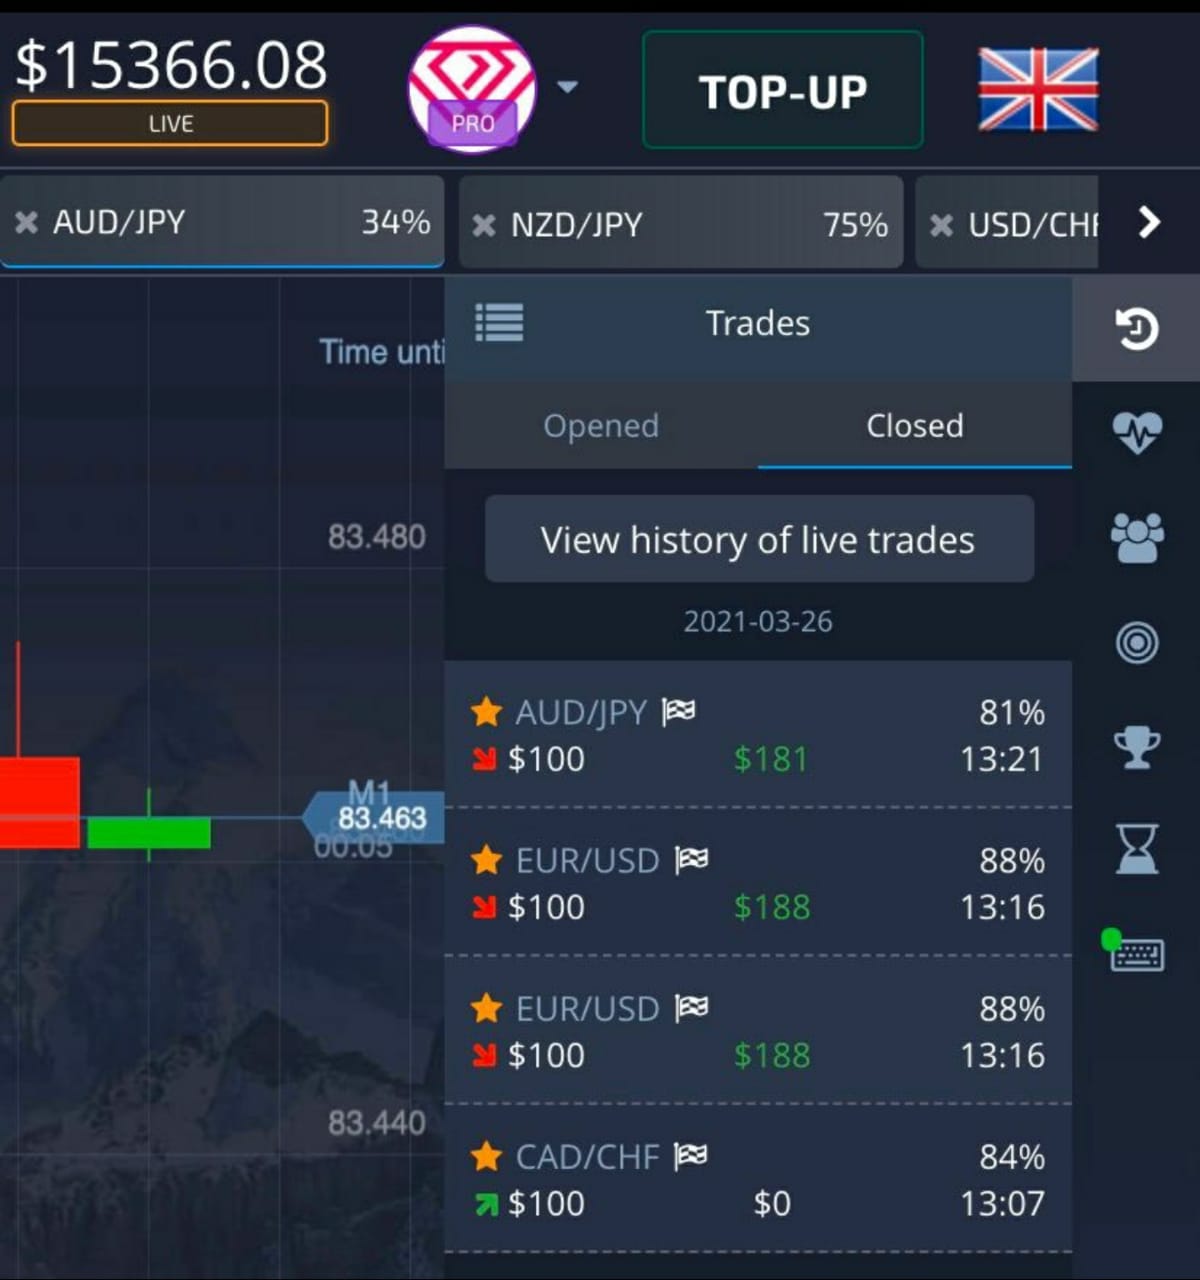 $15366.08
LIVE
PRO
TOP-UP
AUD/JPY 34%
NZD/JPY 75%
USD/CHF
Time unti
Trades
Opened
Closed
83.480
View history of live trades
2021-03-26
AUD/JPY 81%
$100 $181 13:21
M1
83.463
00:05
EUR/USD 88%
$100 $188 13:16
EUR/USD 88%
$100 $188 13:16
83.440
CAD/CHF 84%
$100 $0 13:07